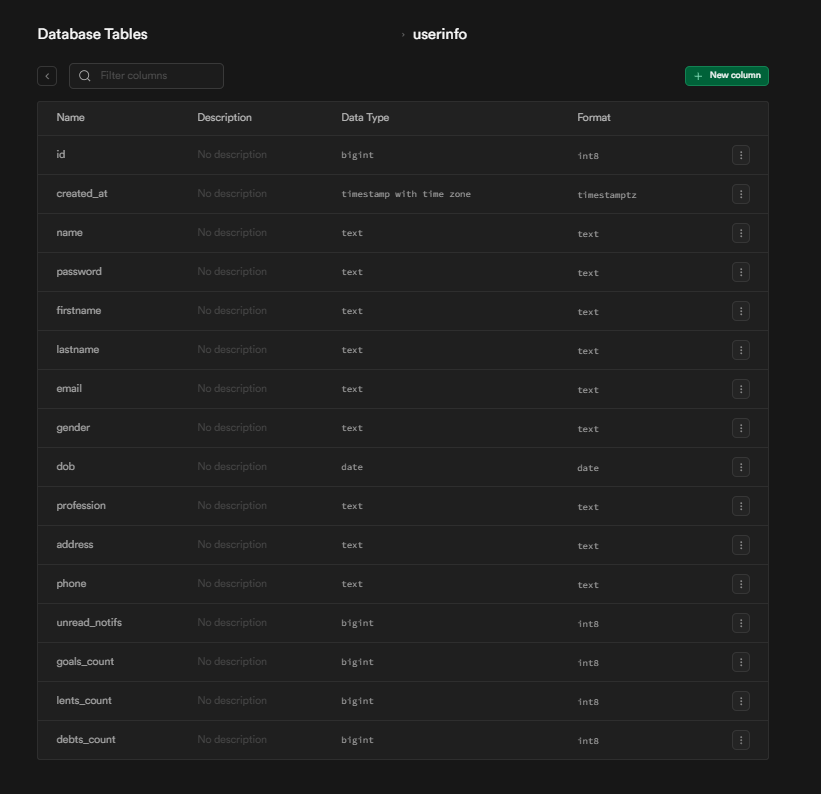 Database Tables › userinfo
Filter columns + New column
Name Description Data Type Format
id No description bigint int8
created_at No description timestamp with time zone timestamptz
name No description text text
password No description text text
firstname No description text text
lastname No description text text
email No description text text
gender No description text text
dob No description date date
profession No description text text
address No description text text
phone No description text text
unread_notifs No description bigint int8
goals_count No description bigint int8
lents_count No description bigint int8
debts_count No description bigint int8